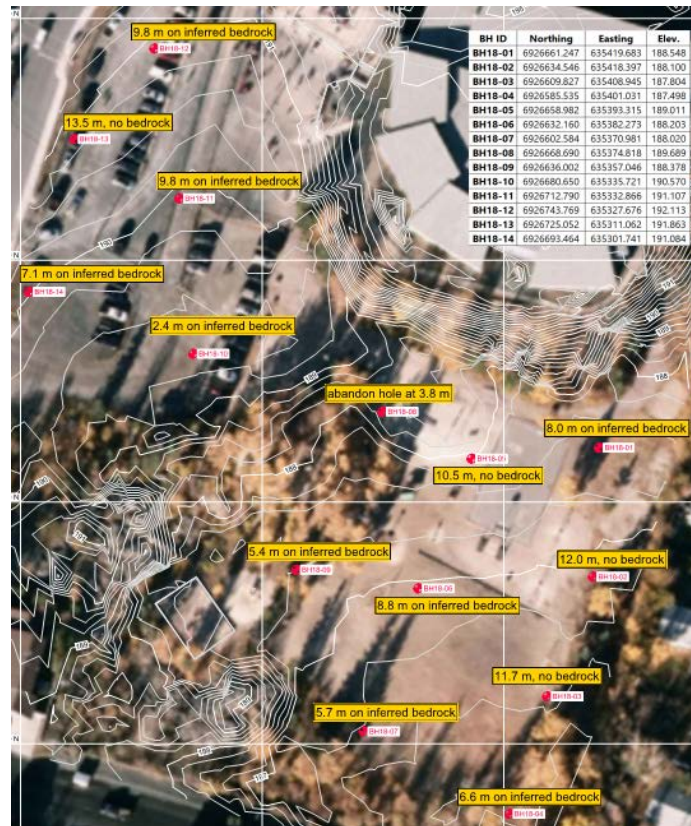 9.8 m on inferred bedrock
BH18-12
BH ID Northing Easting Elev.
BH18-01 6926661.247 635419.683 188.548
BH18-02 6926634.546 635418.397 188.100
BH18-03 6926609.827 635408.945 187.804
BH18-04 6926585.535 635401.031 187.498
BH18-05 6926658.982 635393.315 189.011
BH18-06 6926632.160 635382.273 188.203
BH18-07 6926602.584 635370.981 188.020
BH18-08 6926668.690 635374.818 189.689
BH18-09 6926636.002 635357.046 188.378
BH18-10 6926680.650 635335.721 190.570
BH18-11 6926712.790 635332.866 191.107
BH18-12 6926743.769 635327.676 192.113
BH18-13 6926725.052 635311.062 191.863
BH18-14 6926693.464 635301.741 191.084
13.5 m, no bedrock
BH18-13
9.8 m on inferred bedrock
BH18-11
190
7.1 m on inferred bedrock
BH18-14
2.4 m on inferred bedrock
BH18-10
abandon hole at 3.8 m
BH18-08
8.0 m on inferred bedrock
BH18-01
BH18-05
10.5 m, no bedrock
5.4 m on inferred bedrock
BH18-09
12.0 m, no bedrock
BH18-02
BH18-06
8.8 m on inferred bedrock
11.7 m, no bedrock
BH18-03
5.7 m on inferred bedrock
BH18-07
6.6 m on inferred bedrock
BH18-04